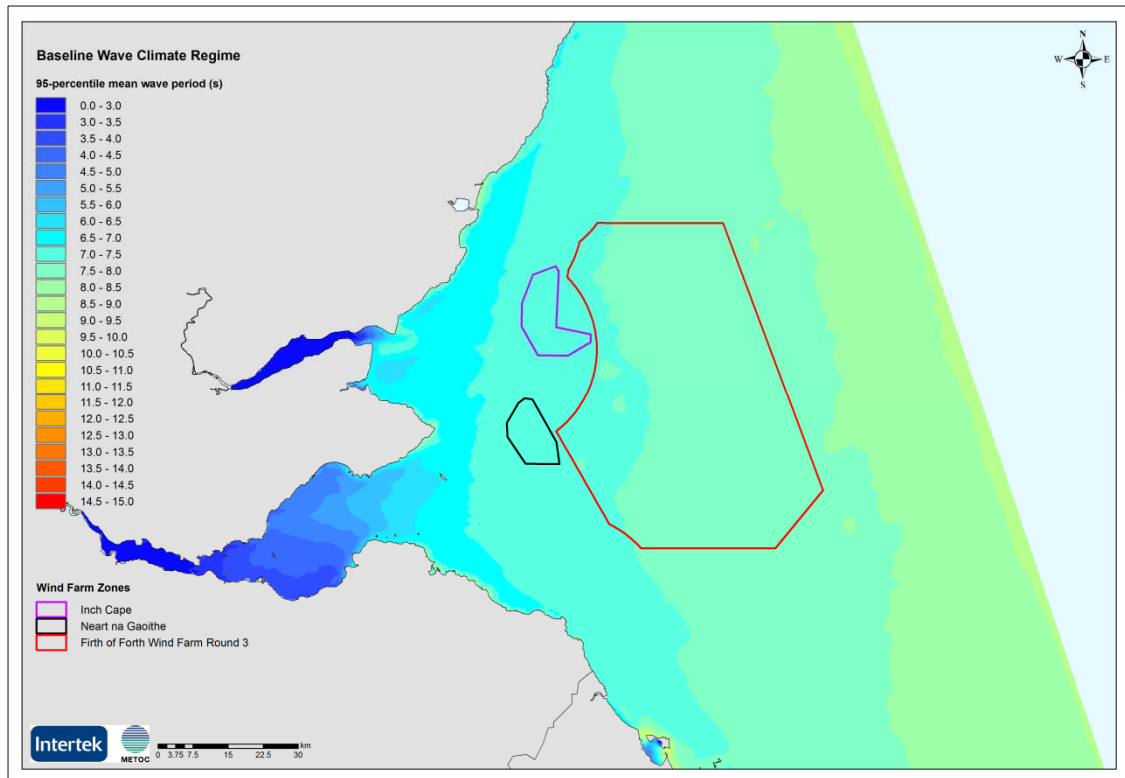 Baseline Wave Climate Regime
95-percentile mean wave period (s)
0.0 - 3.0
3.0 - 3.5
3.5 - 4.0
4.0 - 4.5
4.5 - 5.0
5.0 - 5.5
5.5 - 6.0
6.0 - 6.5
6.5 - 7.0
7.0 - 7.5
7.5 - 8.0
8.0 - 8.5
8.5 - 9.0
9.0 - 9.5
9.5 - 10.0
10.0 - 10.5
10.5 - 11.0
11.0 - 11.5
11.5 - 12.0
12.0 - 12.5
12.5 - 13.0
13.0 - 13.5
13.5 - 14.0
14.0 - 14.5
14.5 - 15.0
Wind Farm Zones
Inch Cape
Neart na Gaoithe
Firth of Forth Wind Farm Round 3
Intertek
METOC
km
0 3.75 7.5 15 22.5 30
N
W E
S